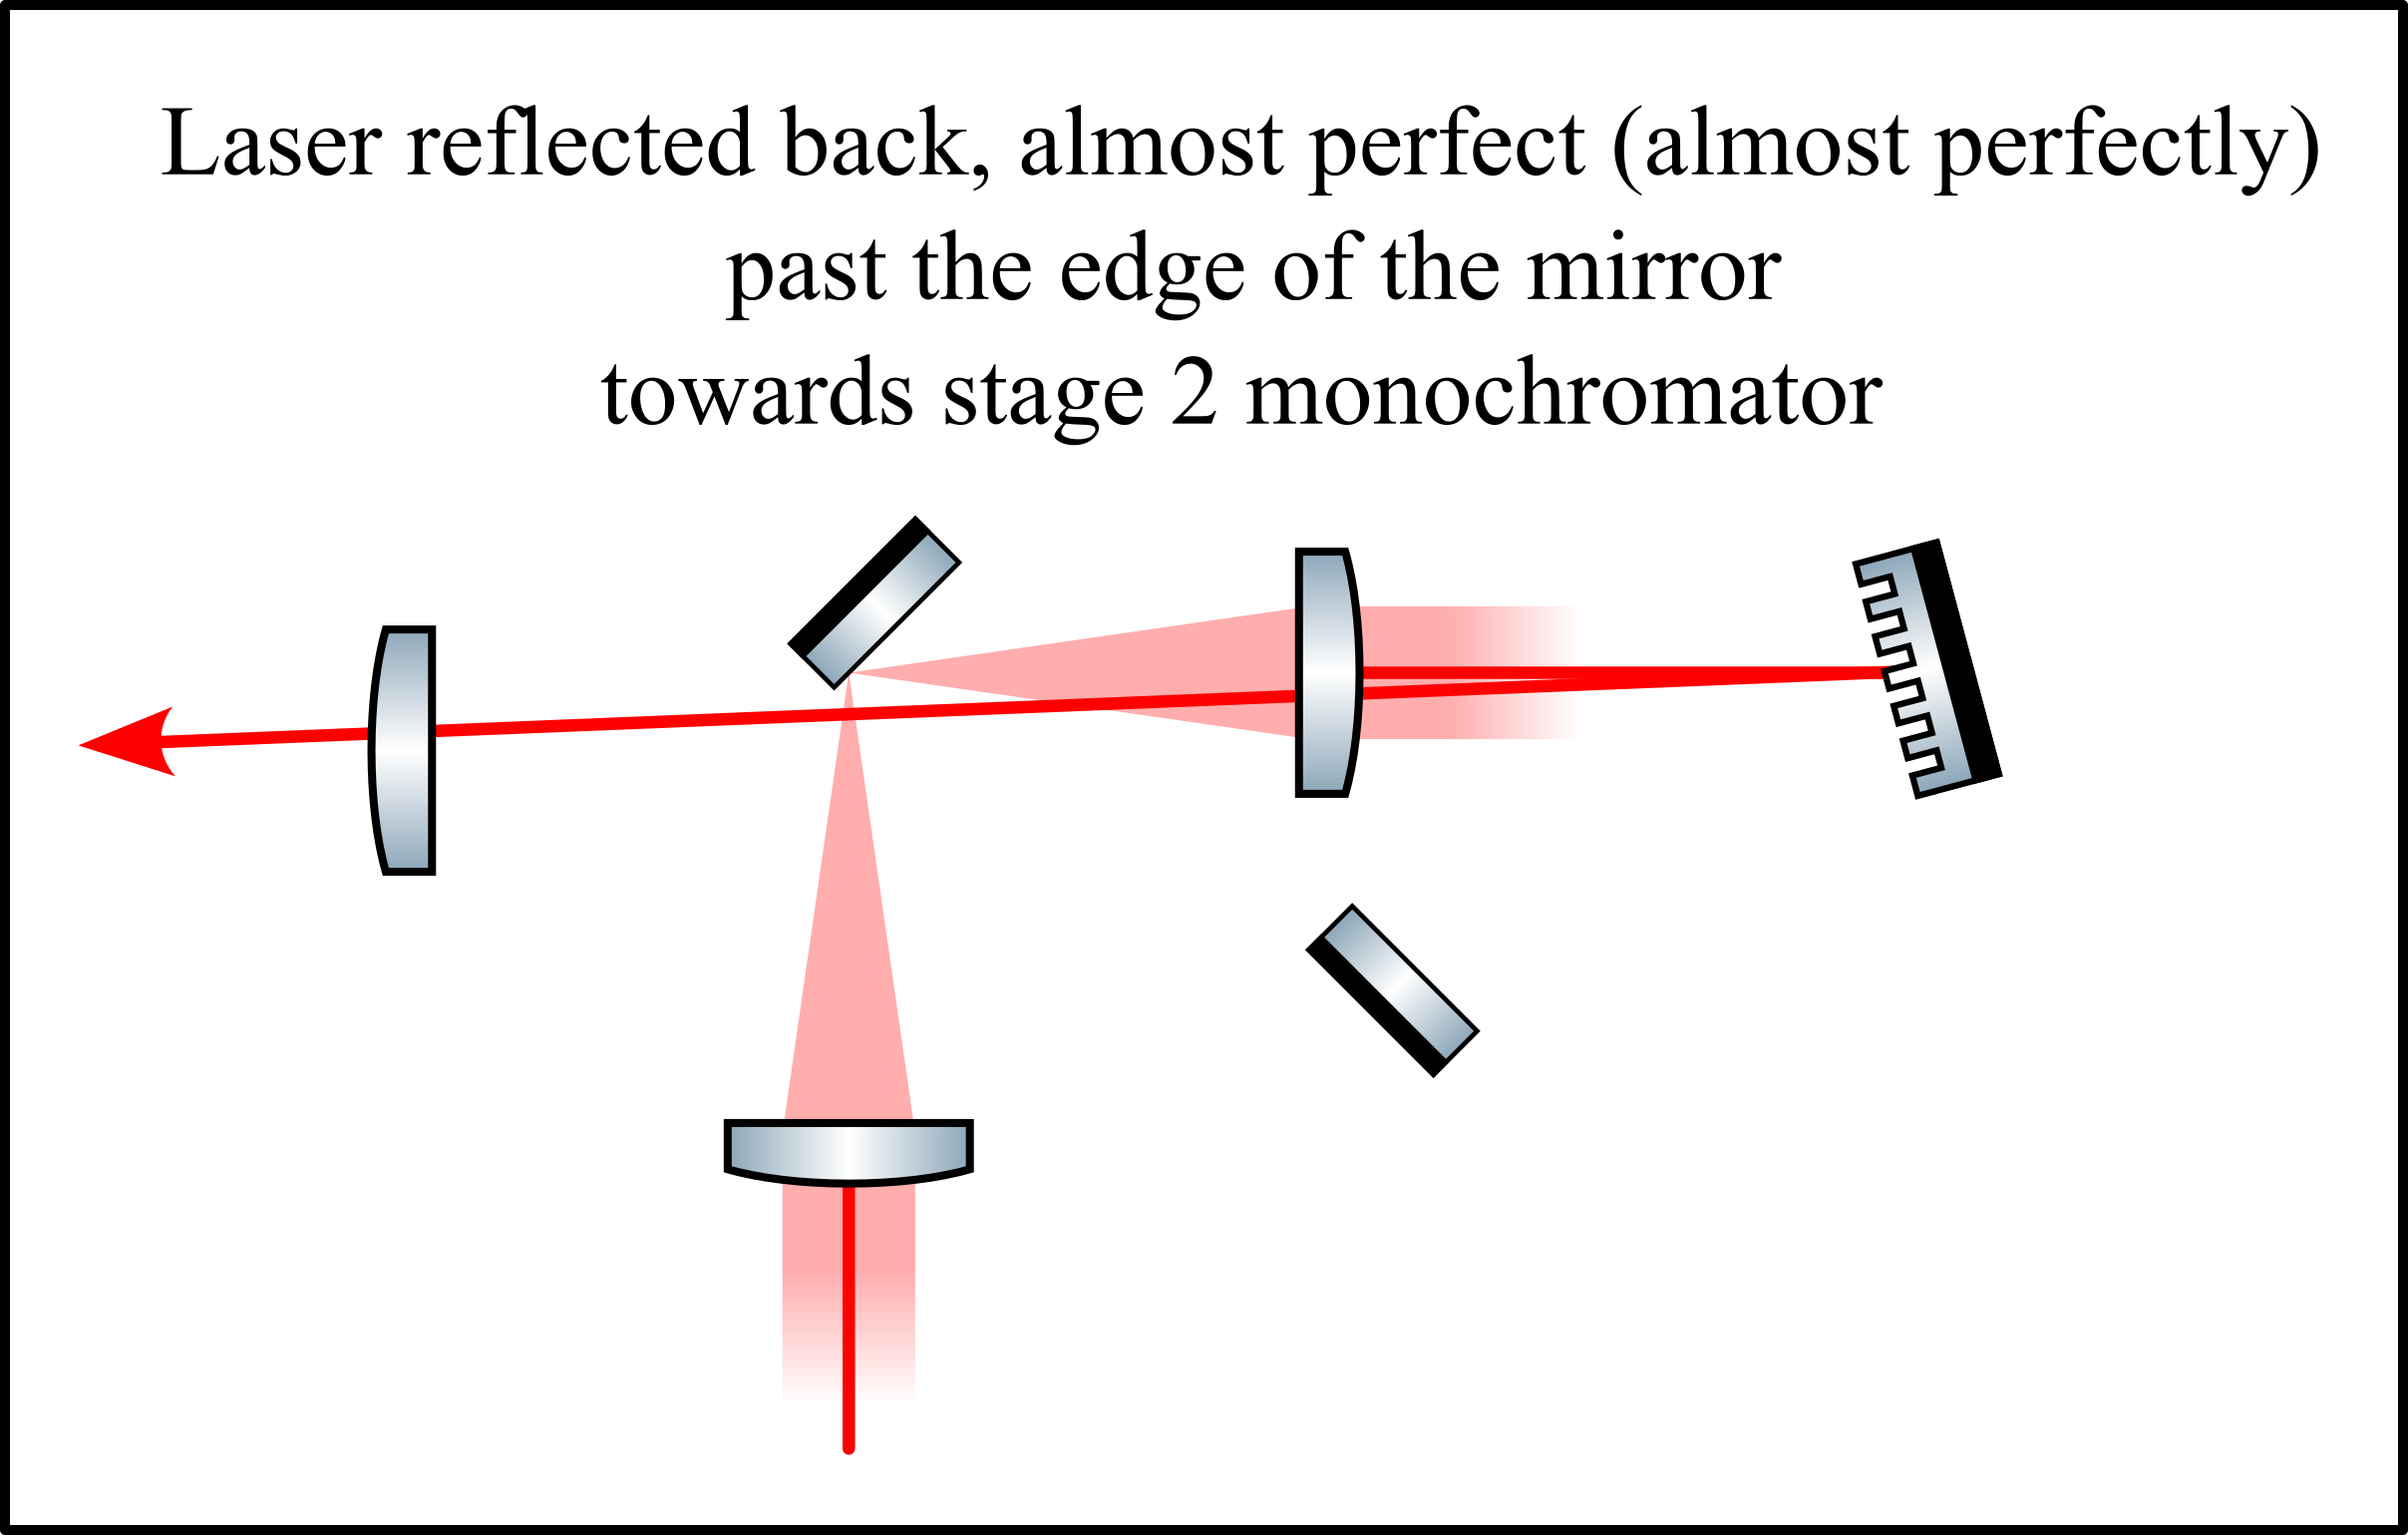 Laser reflected back, almost perfect (almost perfectly)
past the edge of the mirror
towards stage 2 monochromator